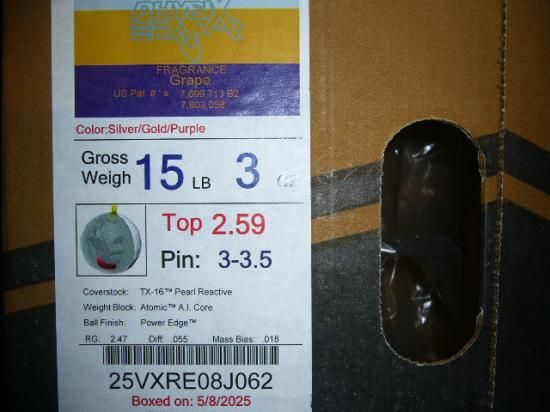 PHYSIX
FRAGRANCE
Grape
US Pat. # ' s 7,699,713 B2
7,803,058
Color:Silver/Gold/Purple
Gross
Weigh 15 LB 3 OZ
Top 2.59
Pin: 3-3.5
Coverstock: TX-16™ Pearl Reactive
Weight Block: Atomic™ A.I. Core
Ball Finish: Power Edge™
RG: 2.47 Diff: .055 Mass Bias: .018
25VXRE08J062
Boxed on: 5/8/2025